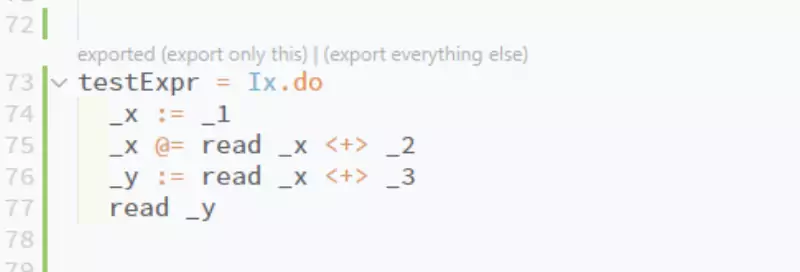 72
exported (export only this) | (export everything else)
73 testExpr = Ix.do
74 _x := _1
75 _x @= read _x <+> _2
76 _y := read _x <+> _3
77 read _y
78
79